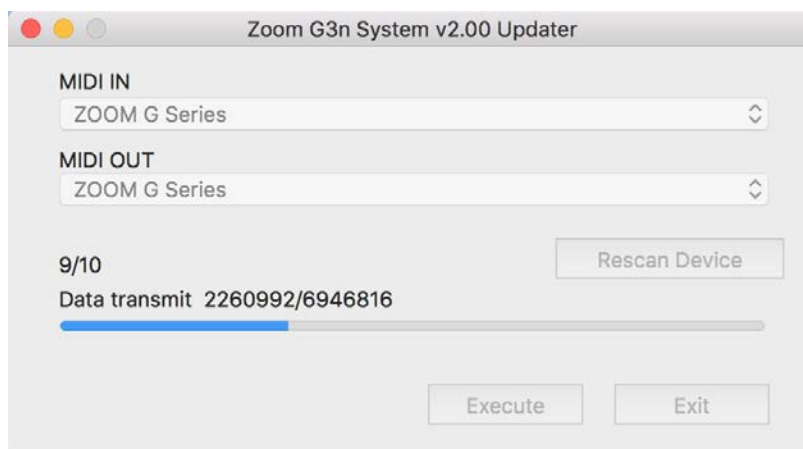 Zoom G3n System v2.00 Updater
MIDI IN
ZOOM G Series
MIDI OUT
ZOOM G Series
Rescan Device
9/10
Data transmit 2260992/6946816
Execute
Exit